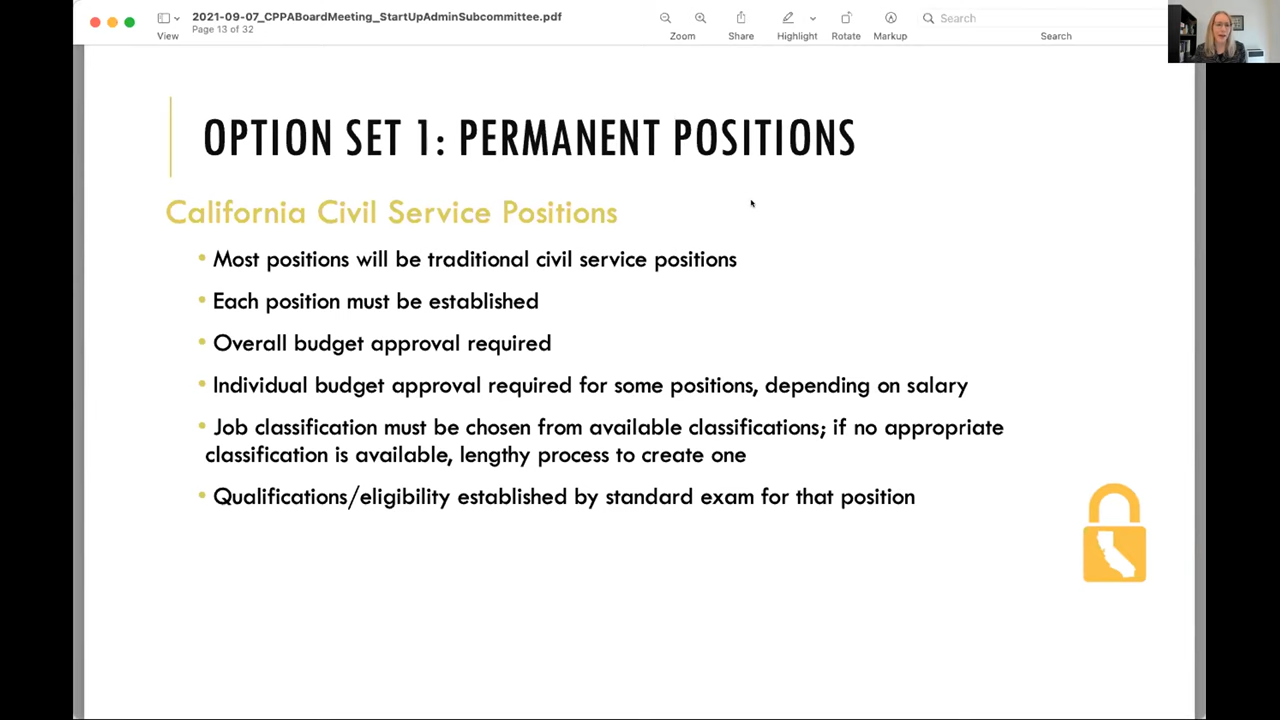 2021-09-07_CPPABoardMeeting_StartUpAdminSubcommittee.pdf
Page 13 of 32
View
Zoom
Share
Highlight
Rotate
Markup
Search
Search
OPTION SET 1: PERMANENT POSITIONS
California Civil Service Positions
• Most positions will be traditional civil service positions
• Each position must be established
• Overall budget approval required
• Individual budget approval required for some positions, depending on salary
• Job classification must be chosen from available classifications; if no appropriate
classification is available, lengthy process to create one
• Qualifications/eligibility established by standard exam for that position